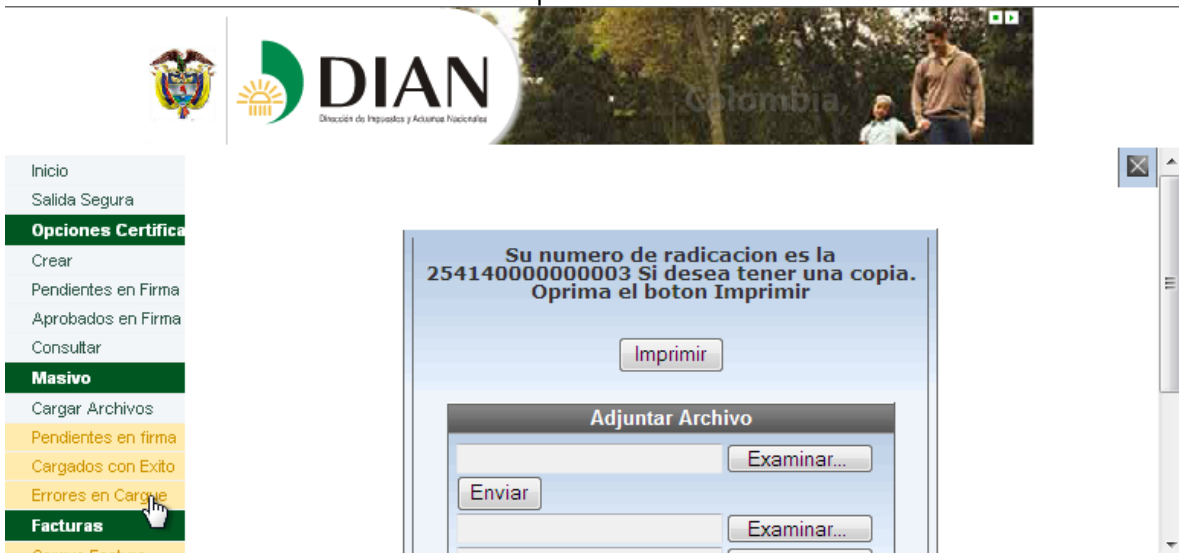 DIAN
Dirección de Impuestos y Aduanas Nacionales
Colombia,
Inicio
Salida Segura
Opciones Certifica
Crear
Pendientes en Firma
Aprobados en Firma
Consultar
Masivo
Cargar Archivos
Pendientes en firma
Cargados con Exito
Errores en Cargue
Facturas
Su numero de radicacion es la
254140000000003 Si desea tener una copia.
Oprima el boton Imprimir
Imprimir
Adjuntar Archivo
Examinar...
Enviar
Examinar...